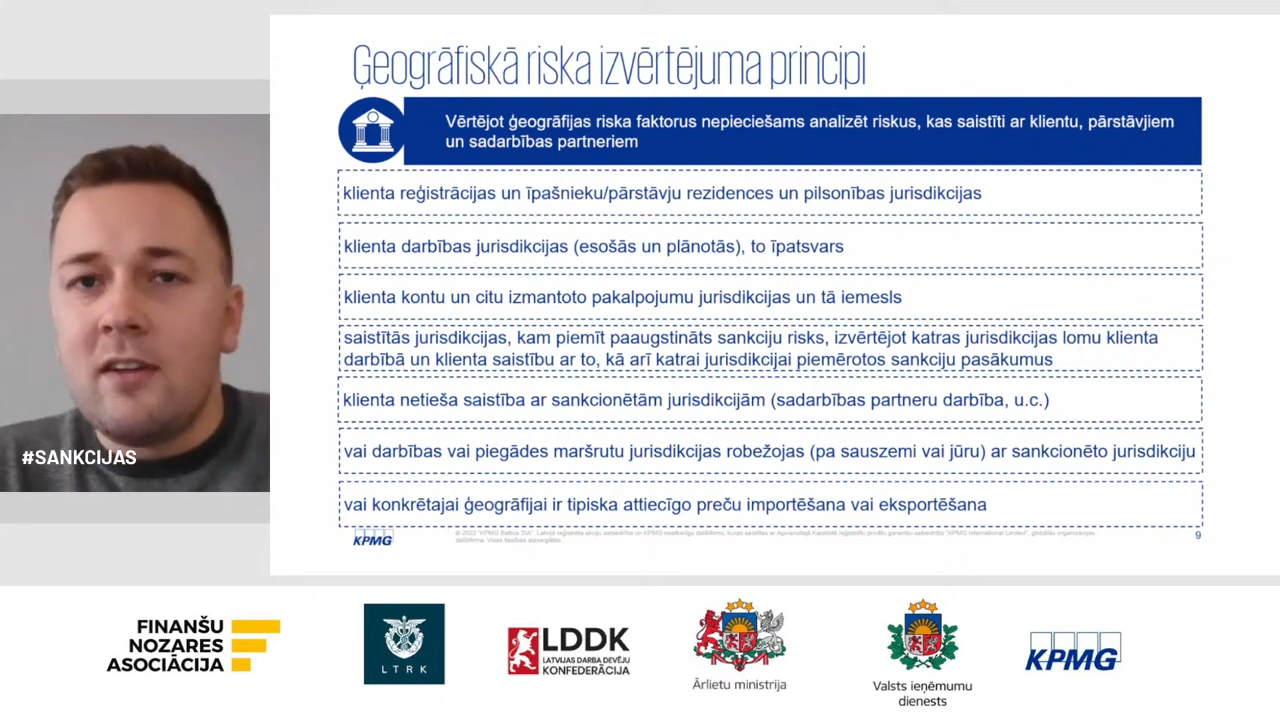 Ģeogrāfiskā riska izvērtējuma principi
Vērtējot ģeogrāfijas riska faktorus nepieciešams analizēt riskus, kas saistīti ar klientu, pārstāvjiem
un sadarbības partneriem
klienta reģistrācijas un īpašnieku/pārstāvju rezidences un pilsonības jurisdikcijas
klienta darbības jurisdikcijas (esošās un plānotās), to īpatsvars
klienta kontu un citu izmantoto pakalpojumu jurisdikcijas un tā iemesls
saistītās jurisdikcijas, kam piemīt paaugstināts sankciju risks, izvērtējot katras jurisdikcijas lomu klienta
darbībā un klienta saistību ar to, kā arī katrai jurisdikcijai piemērotos sankciju pasākumus
klienta netieša saistība ar sankcionētām jurisdikcijām (sadarbības partneru darbība, u.c.)
vai darbības vai piegādes maršrutu jurisdikcijas robežojas (pa sauszemi vai jūru) ar sankcionēto jurisdikciju
vai konkrētajai ģeogrāfijai ir tipiska attiecīgo preču importēšana vai eksportēšana
KPMG
9
#SANKCIJAS
FINANŠU
NOZARES
ASOCIĀCIJA
LTRK
LDDK
LATVIJAS DARBA DEVĒJU
KONFEDERĀCIJA
Ārlietu ministrija
Valsts ieņēmumu
dienests
KPMG